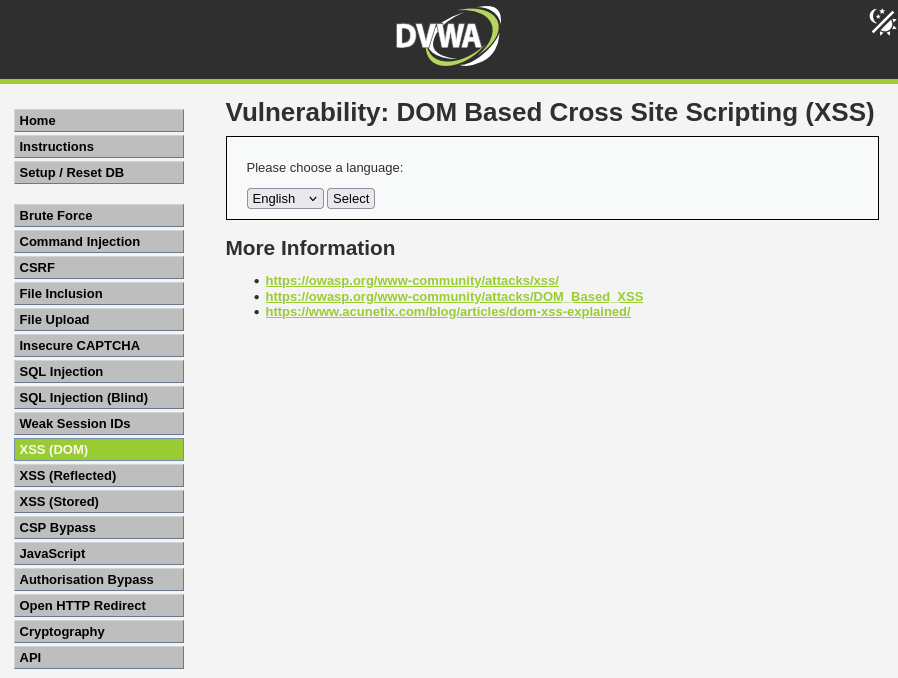 DVWA
Home
Instructions
Setup / Reset DB
Brute Force
Command Injection
CSRF
File Inclusion
File Upload
Insecure CAPTCHA
SQL Injection
SQL Injection (Blind)
Weak Session IDs
XSS (DOM)
XSS (Reflected)
XSS (Stored)
CSP Bypass
JavaScript
Authorisation Bypass
Open HTTP Redirect
Cryptography
API
Vulnerability: DOM Based Cross Site Scripting (XSS)
Please choose a language:
English Select
More Information
• https://owasp.org/www-community/attacks/xss/
• https://owasp.org/www-community/attacks/DOM_Based_XSS
• https://www.acunetix.com/blog/articles/dom-xss-explained/